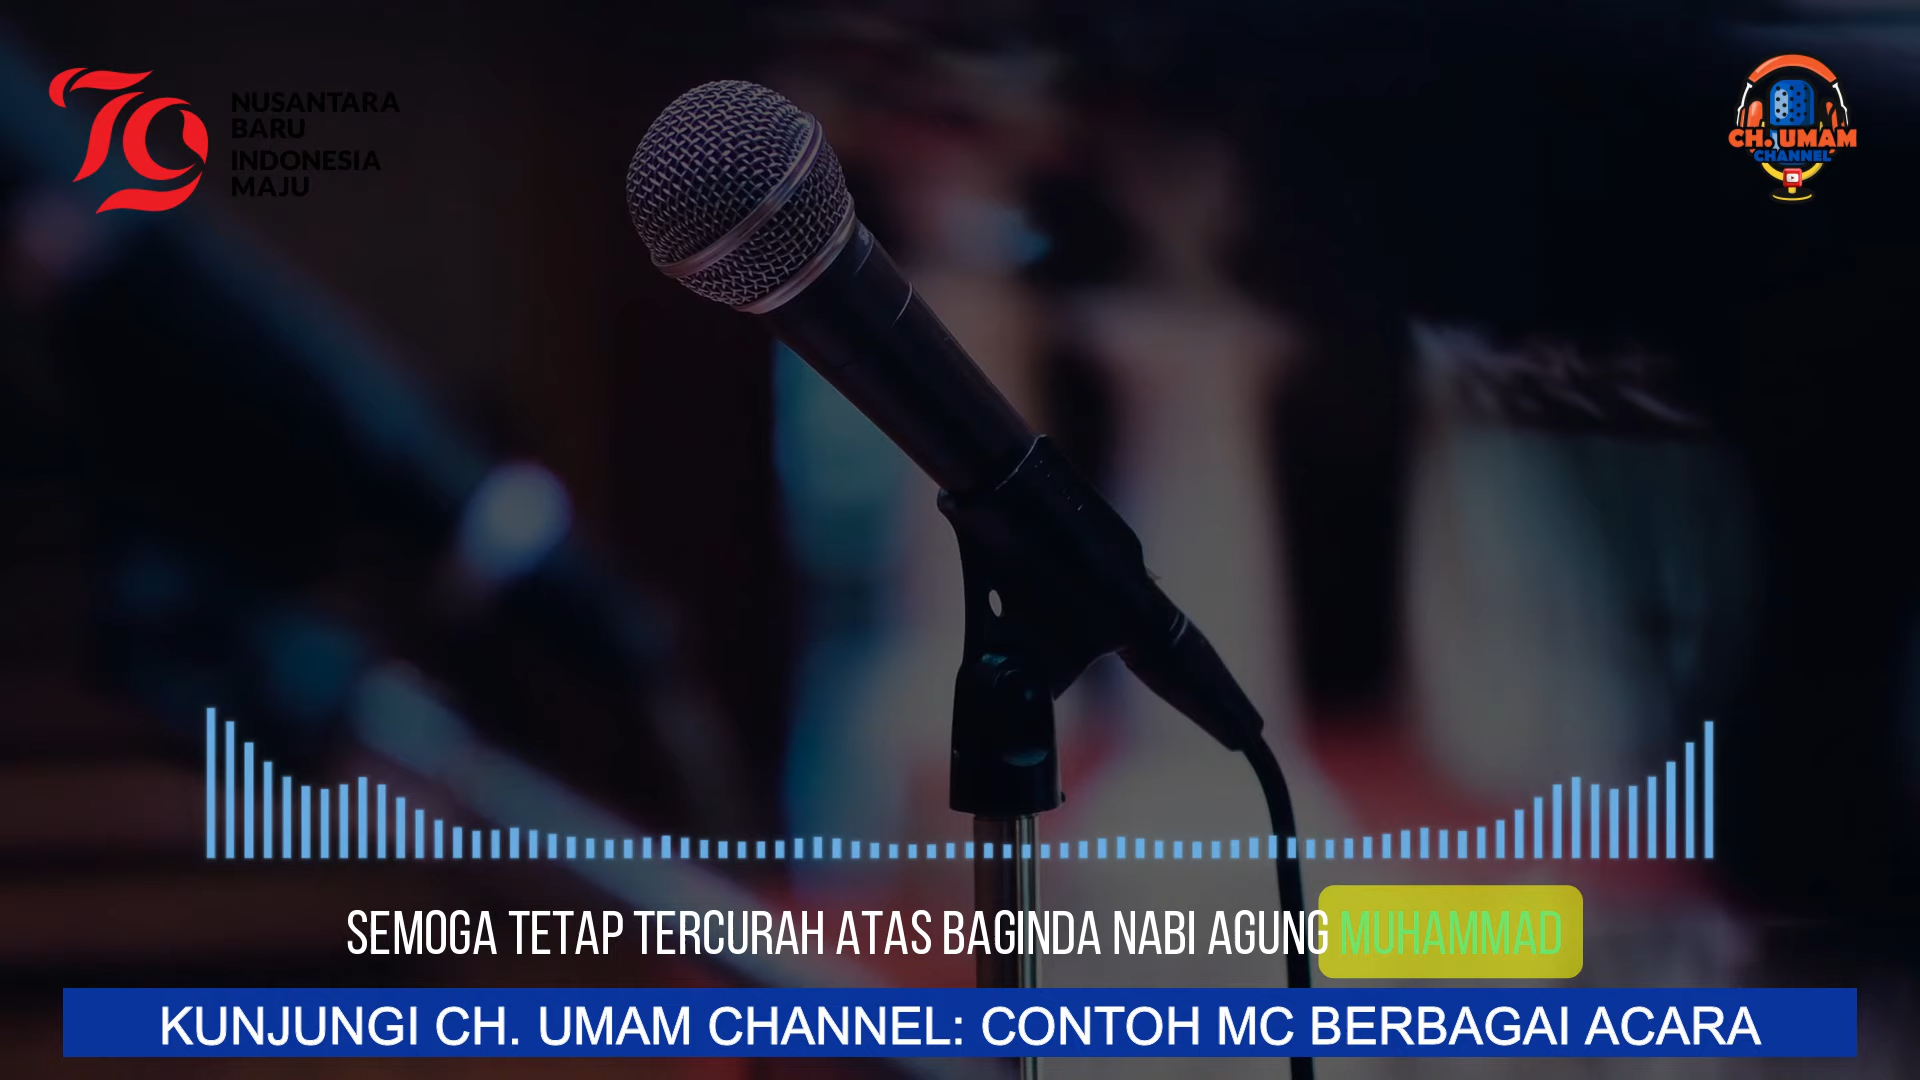 79
NUSANTARA
BARU
INDONESIA
MAJU
CH. UMAM
CHANNEL
SEMOGA TETAP TERCURAH ATAS BAGINDA NABI AGUNG MUHAMMAD
KUNJUNGI CH. UMAM CHANNEL: CONTOH MC BERBAGAI ACARA